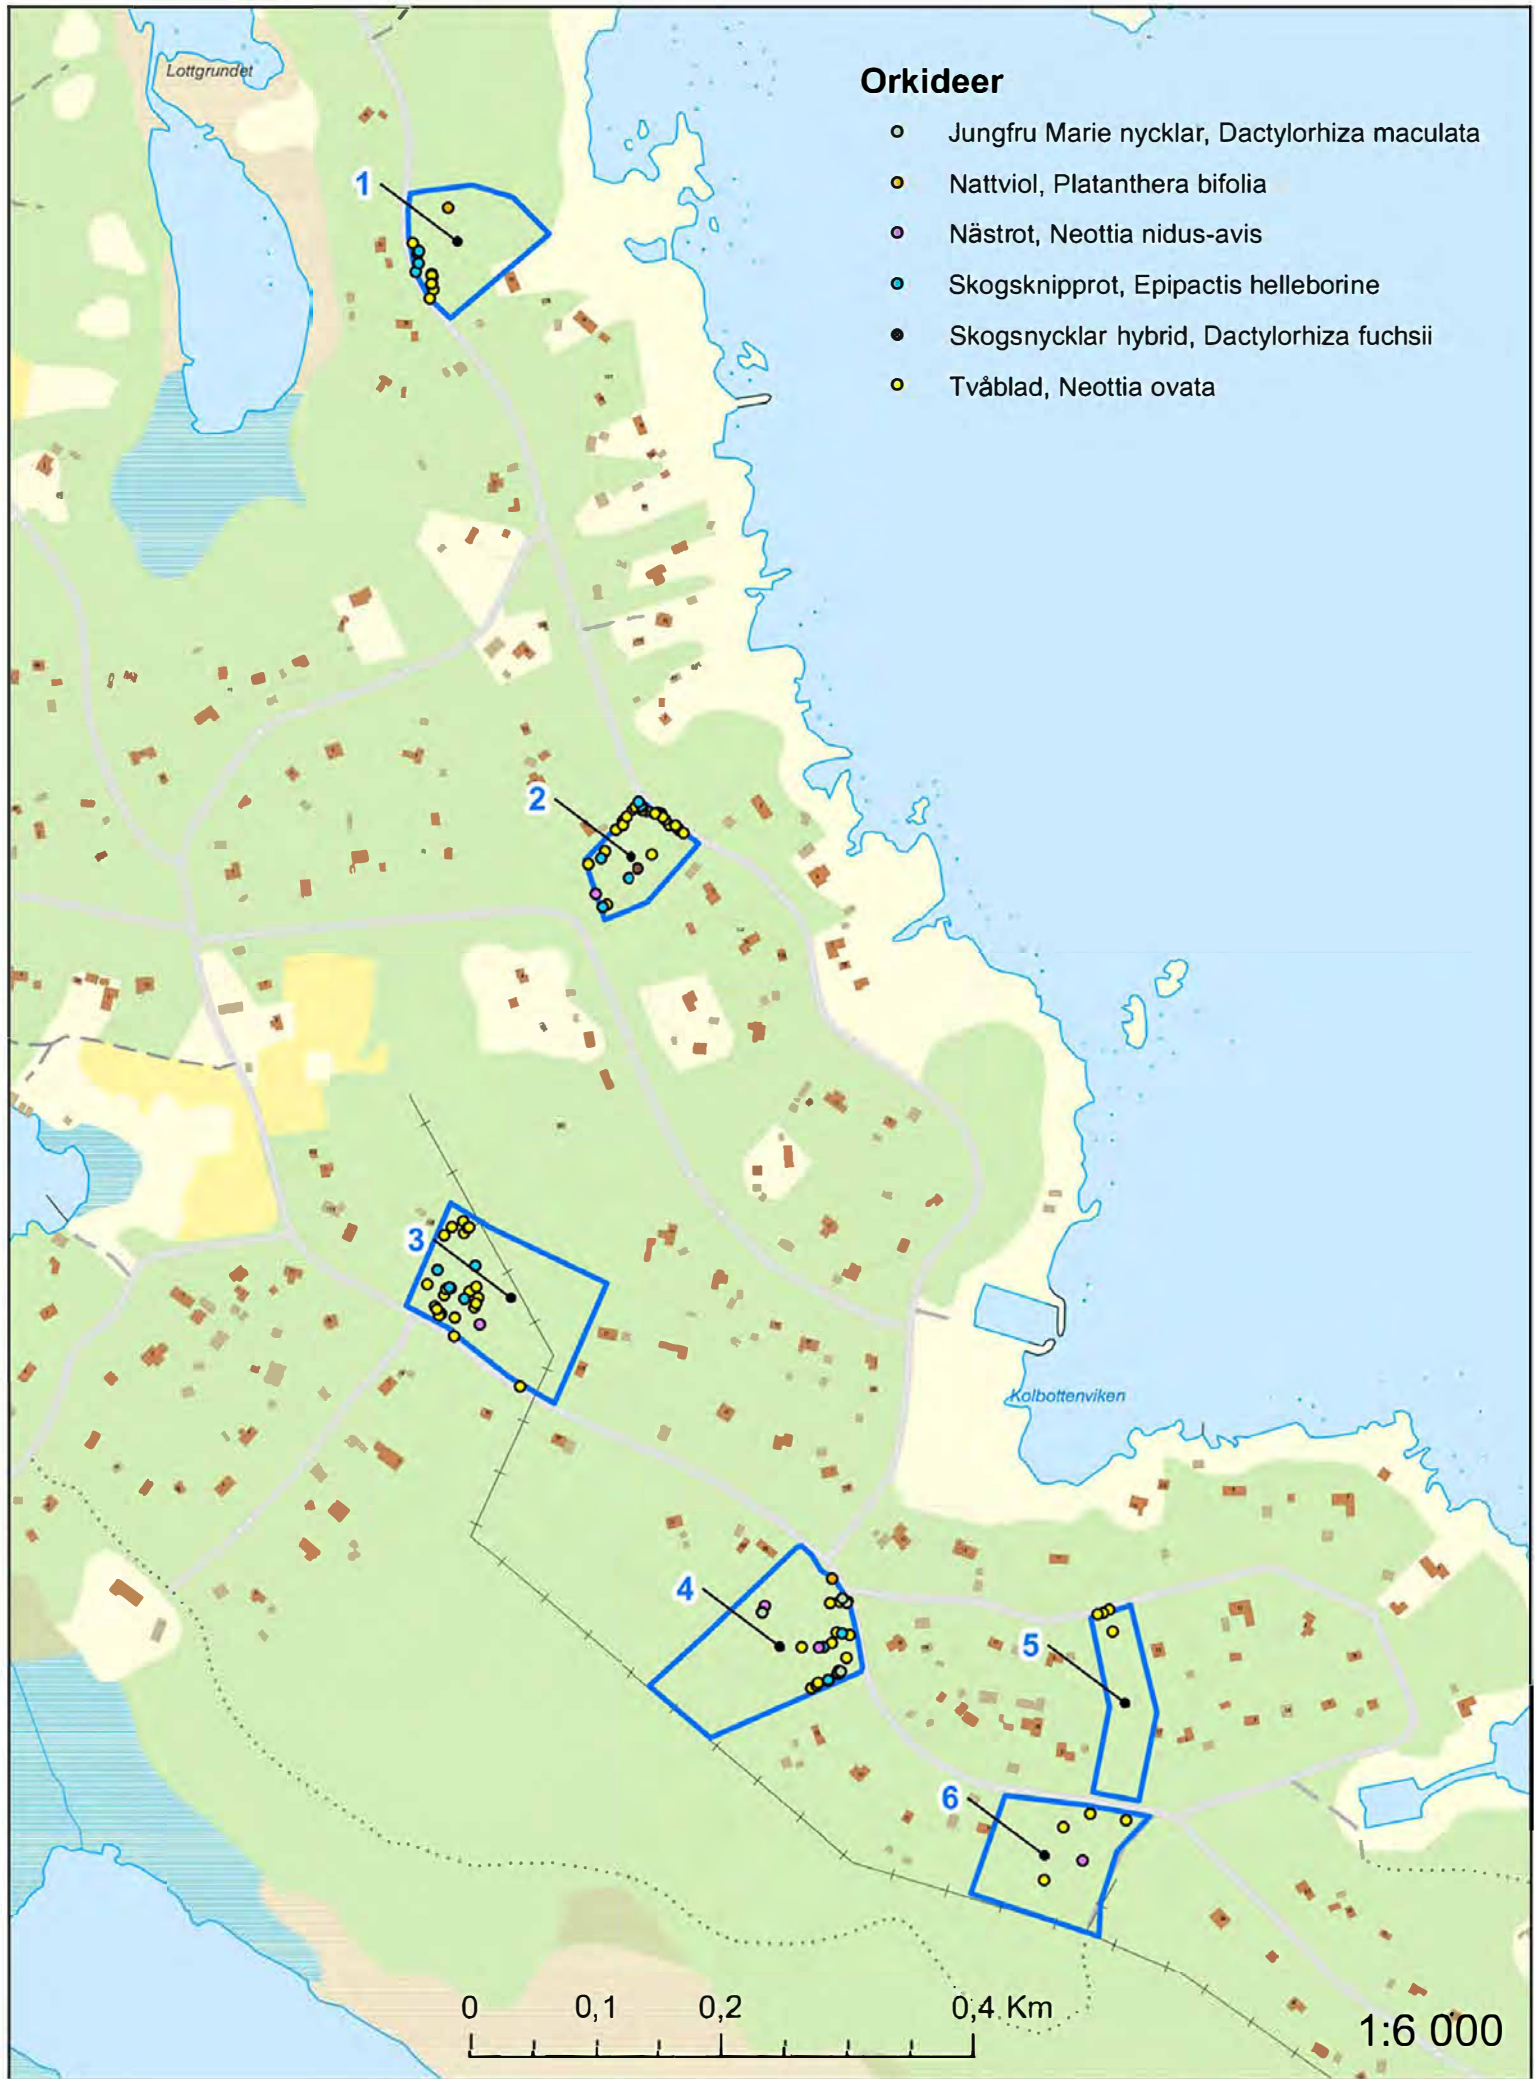 Lottgrundet
Orkideer
Jungfru Marie nycklar, Dactylorhiza maculata
Nattviol, Platanthera bifolia
Nästrot, Neottia nidus-avis
Skogsknipprot, Epipactis helleborine
Skogsnycklar hybrid, Dactylorhiza fuchsii
Tvåblad, Neottia ovata
1
2
3
Kolbottenviken
4
5
6
0 0,1 0,2 0,4 Km
1:6 000